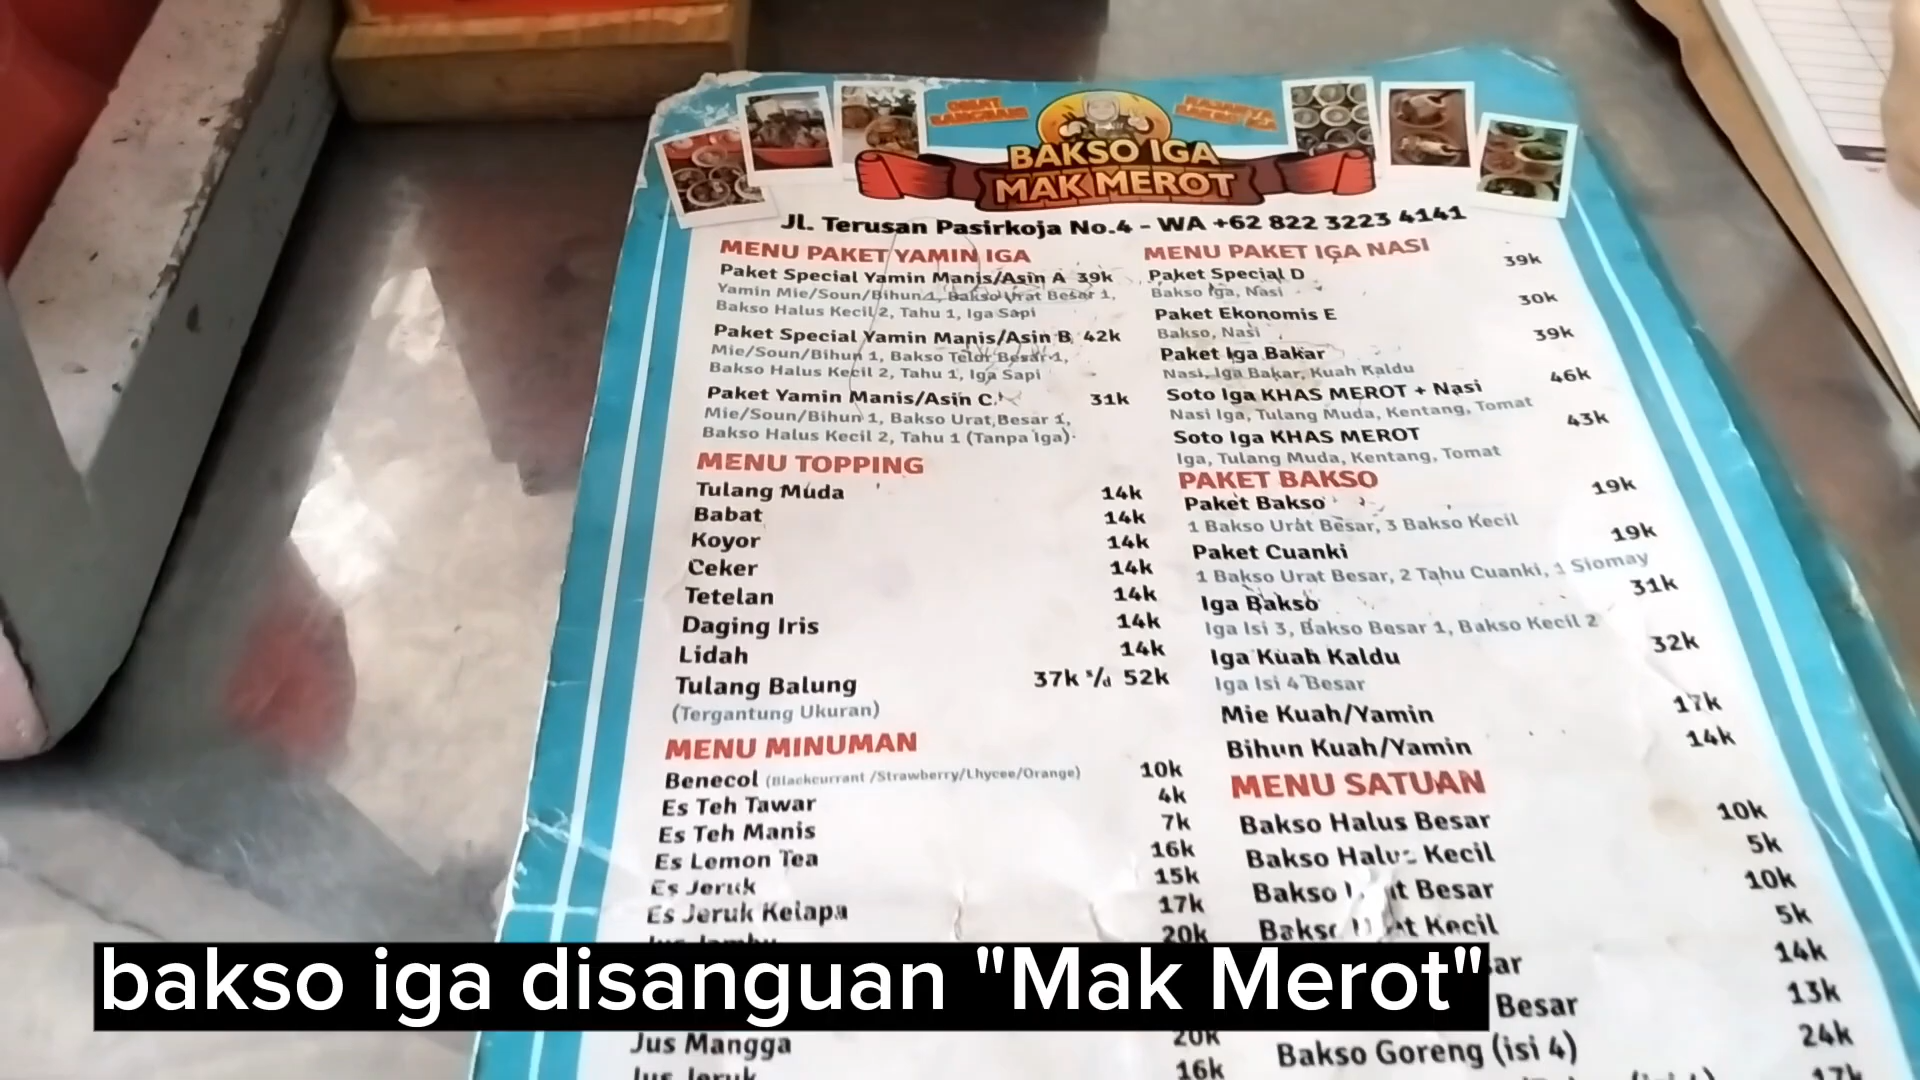 BAKSO IGA
MAK MEROT
Jl. Terusan Pasirkoja No.4 - WA +62 822 3223 4141
MENU PAKET YAMIN IGA
Paket Special Yamin Manis/Asin A 39k
Yamin Mie/Soun/Bihun 1, Bakso Urat Besar 1,
Bakso Halus Kecil 2, Tahu 1, Iga Sapi
Paket Special Yamin Manis/Asin B 42k
Mie/Soun/Bihun 1, Bakso Telor Besar 1,
Bakso Halus Kecil 2, Tahu 1, Iga Sapi
Paket Yamin Manis/Asin C 31k
Mie/Soun/Bihun 1, Bakso Urat Besar 1,
Bakso Halus Kecil 2, Tahu 1 (Tanpa Iga)
MENU TOPPING
Tulang Muda 14k
Babat 14k
Koyor 14k
Ceker 14k
Tetelan 14k
Daging Iris 14k
Lidah 14k
Tulang Balung 37k s/d 52k
(Tergantung Ukuran)
MENU MINUMAN
Benecol (Blackcurrant /Strawberry/Lhycee/Orange) 10k
Es Teh Tawar 4k
Es Teh Manis 7k
Es Lemon Tea 16k
Es Jeruk 15k
Es Jeruk Kelapa 17k
20k
Jus Mangga 20k
Jus Jeruk 16k
MENU PAKET IGA NASI
Paket Special D 39k
Bakso Iga, Nasi
Paket Ekonomis E 30k
Bakso, Nasi
Paket Iga Bakar 39k
Nasi, Iga Bakar, Kuah Kaldu
Soto Iga KHAS MEROT + Nasi 46k
Nasi Iga, Tulang Muda, Kentang, Tomat
Soto Iga KHAS MEROT 43k
Iga, Tulang Muda, Kentang, Tomat
PAKET BAKSO
Paket Bakso 19k
1 Bakso Urat Besar, 3 Bakso Kecil
Paket Cuanki 19k
1 Bakso Urat Besar, 2 Tahu Cuanki, 1 Siomay
Iga Bakso 31k
Iga Isi 3, Bakso Besar 1, Bakso Kecil 2
Iga Kuah Kaldu 32k
Iga Isi 4 Besar
Mie Kuah/Yamin 17k
Bihun Kuah/Yamin 14k
MENU SATUAN
Bakso Halus Besar 10k
Bakso Halus Kecil 5k
Bakso Urat Besar 10k
Bakso Urat Kecil 5k
14k
Besar 13k
Bakso Goreng (isi 4) 24k
17k
bakso iga disanguan "Mak Merot"